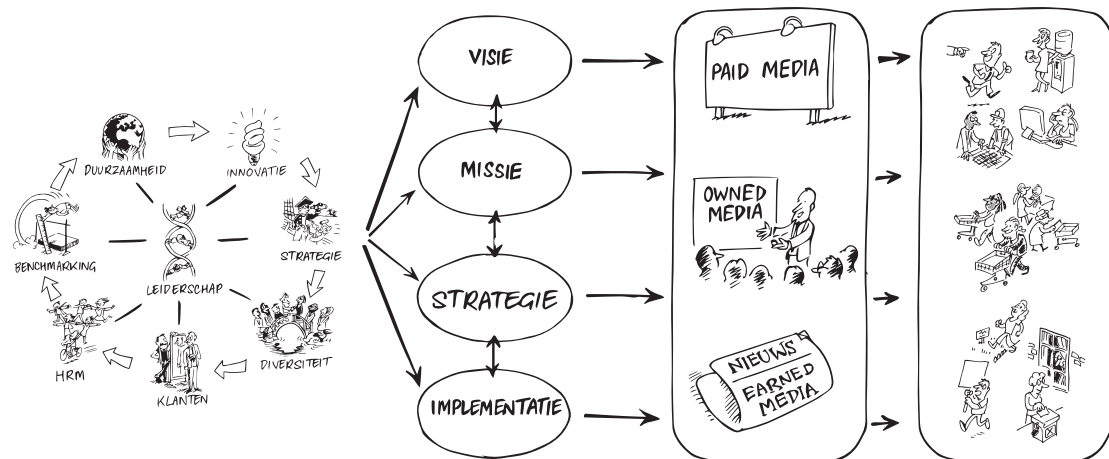 DUURZAAMHEID
INNOVATIE
STRATEGIE
DIVERSITEIT
KLANTEN
HRM
BENCHMARKING
LEIDERSCHAP
VISIE
MISSIE
STRATEGIE
IMPLEMENTATIE
PAID MEDIA
OWNED
MEDIA
NIEUWS
EARNED
MEDIA